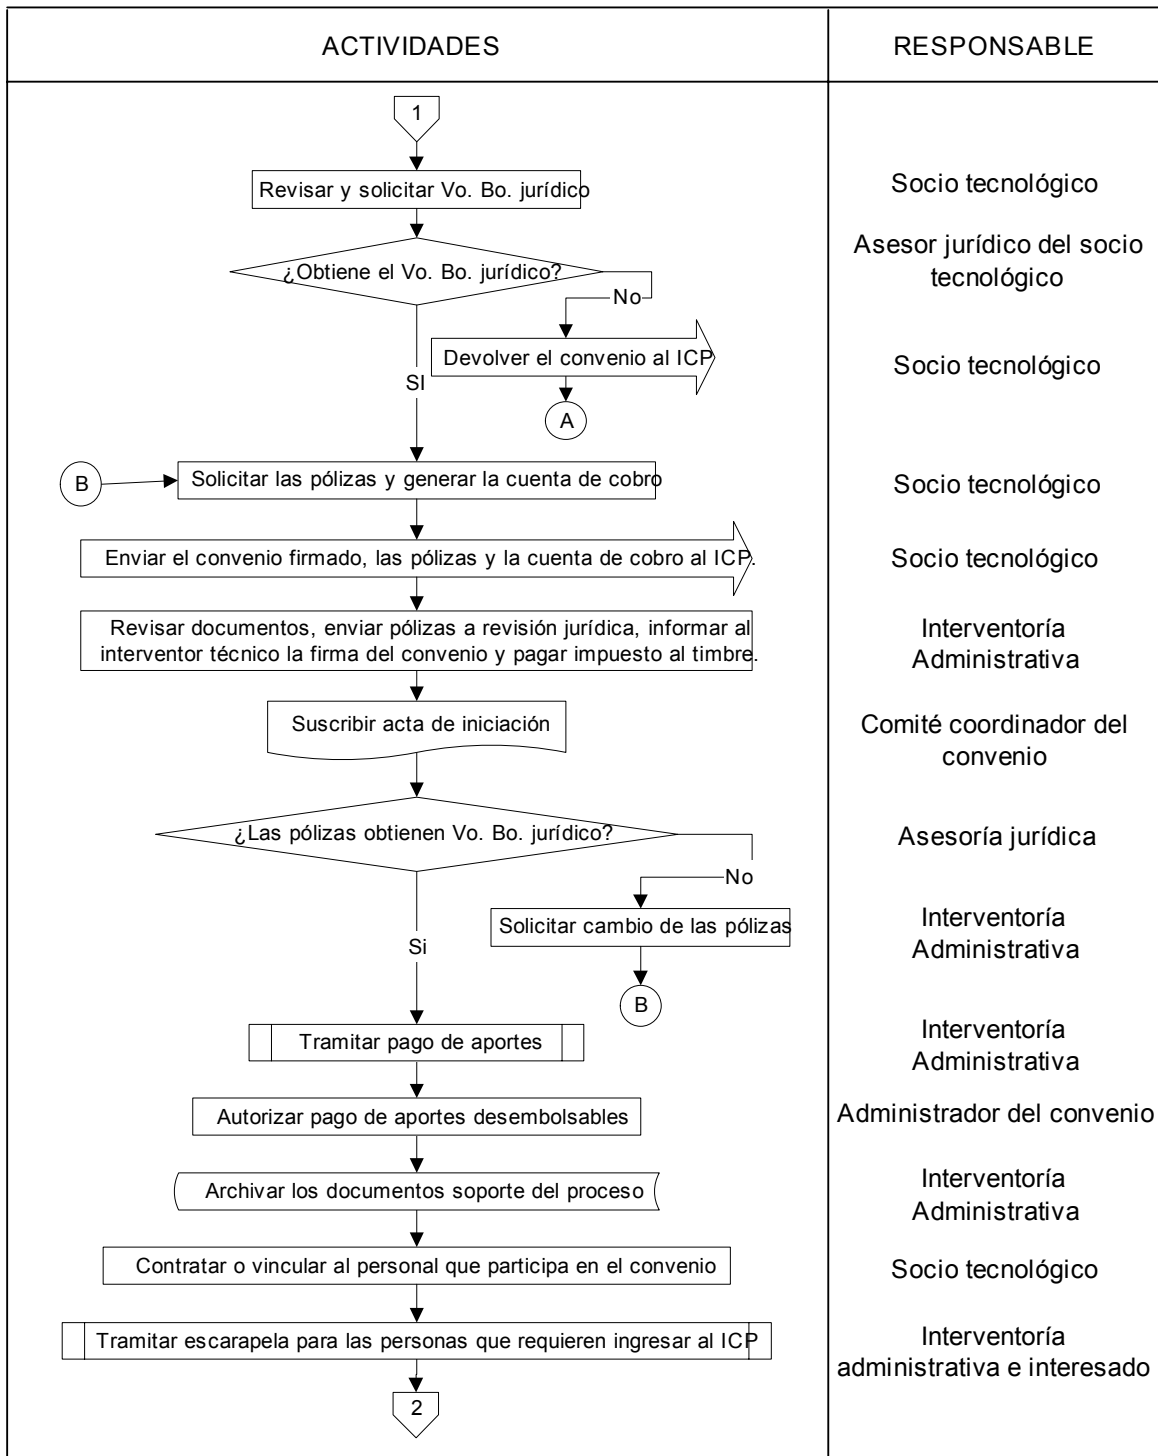 ACTIVIDADES
RESPONSABLE
1
Revisar y solicitar Vo. Bo. jurídico
Socio tecnológico
¿Obtiene el Vo. Bo. jurídico?
Asesor jurídico del socio
tecnológico
No
Devolver el convenio al ICP
Socio tecnológico
SI
A
B
Solicitar las pólizas y generar la cuenta de cobro
Socio tecnológico
Enviar el convenio firmado, las pólizas y la cuenta de cobro al ICP.
Socio tecnológico
Revisar documentos, enviar pólizas a revisión jurídica, informar al
interventor técnico la firma del convenio y pagar impuesto al timbre.
Interventoría
Administrativa
Suscribir acta de iniciación
Comité coordinador del
convenio
¿Las pólizas obtienen Vo. Bo. jurídico?
Asesoría jurídica
No
Solicitar cambio de las pólizas
Interventoría
Administrativa
Si
B
Tramitar pago de aportes
Interventoría
Administrativa
Autorizar pago de aportes desembolsables
Administrador del convenio
Archivar los documentos soporte del proceso
Interventoría
Administrativa
Contratar o vincular al personal que participa en el convenio
Socio tecnológico
Tramitar escarapela para las personas que requieren ingresar al ICP
Interventoría
administrativa e interesado
2